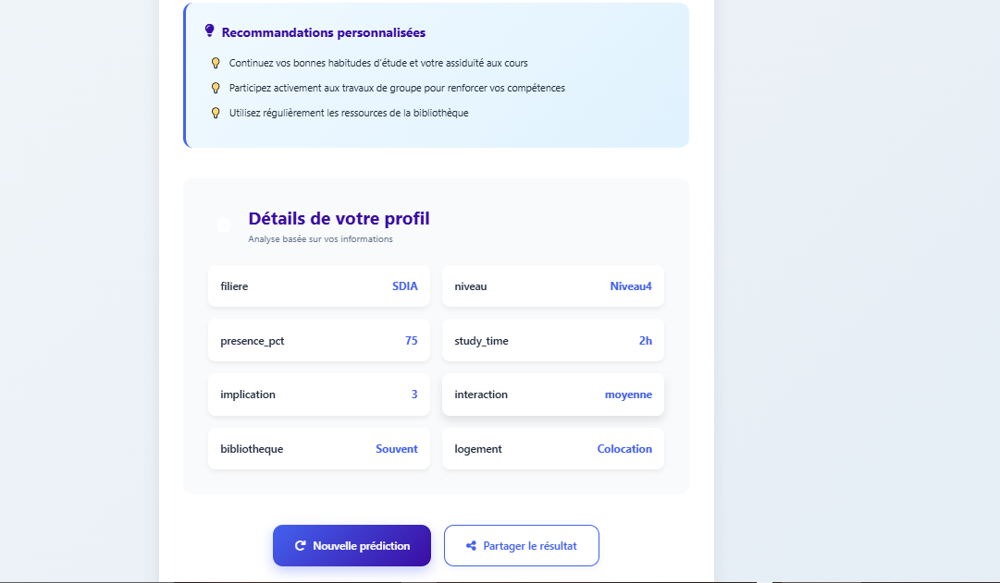 Recommandations personnalisées
Continuez vos bonnes habitudes d'étude et votre assiduité aux cours
Participez activement aux travaux de groupe pour renforcer vos compétences
Utilisez régulièrement les ressources de la bibliothèque
Détails de votre profil
Analyse basée sur vos informations
filiere SDIA
niveau Niveau4
presence_pct 75
study_time 2h
implication 3
interaction moyenne
bibliotheque Souvent
logement Colocation
Nouvelle prédiction
Partager le résultat